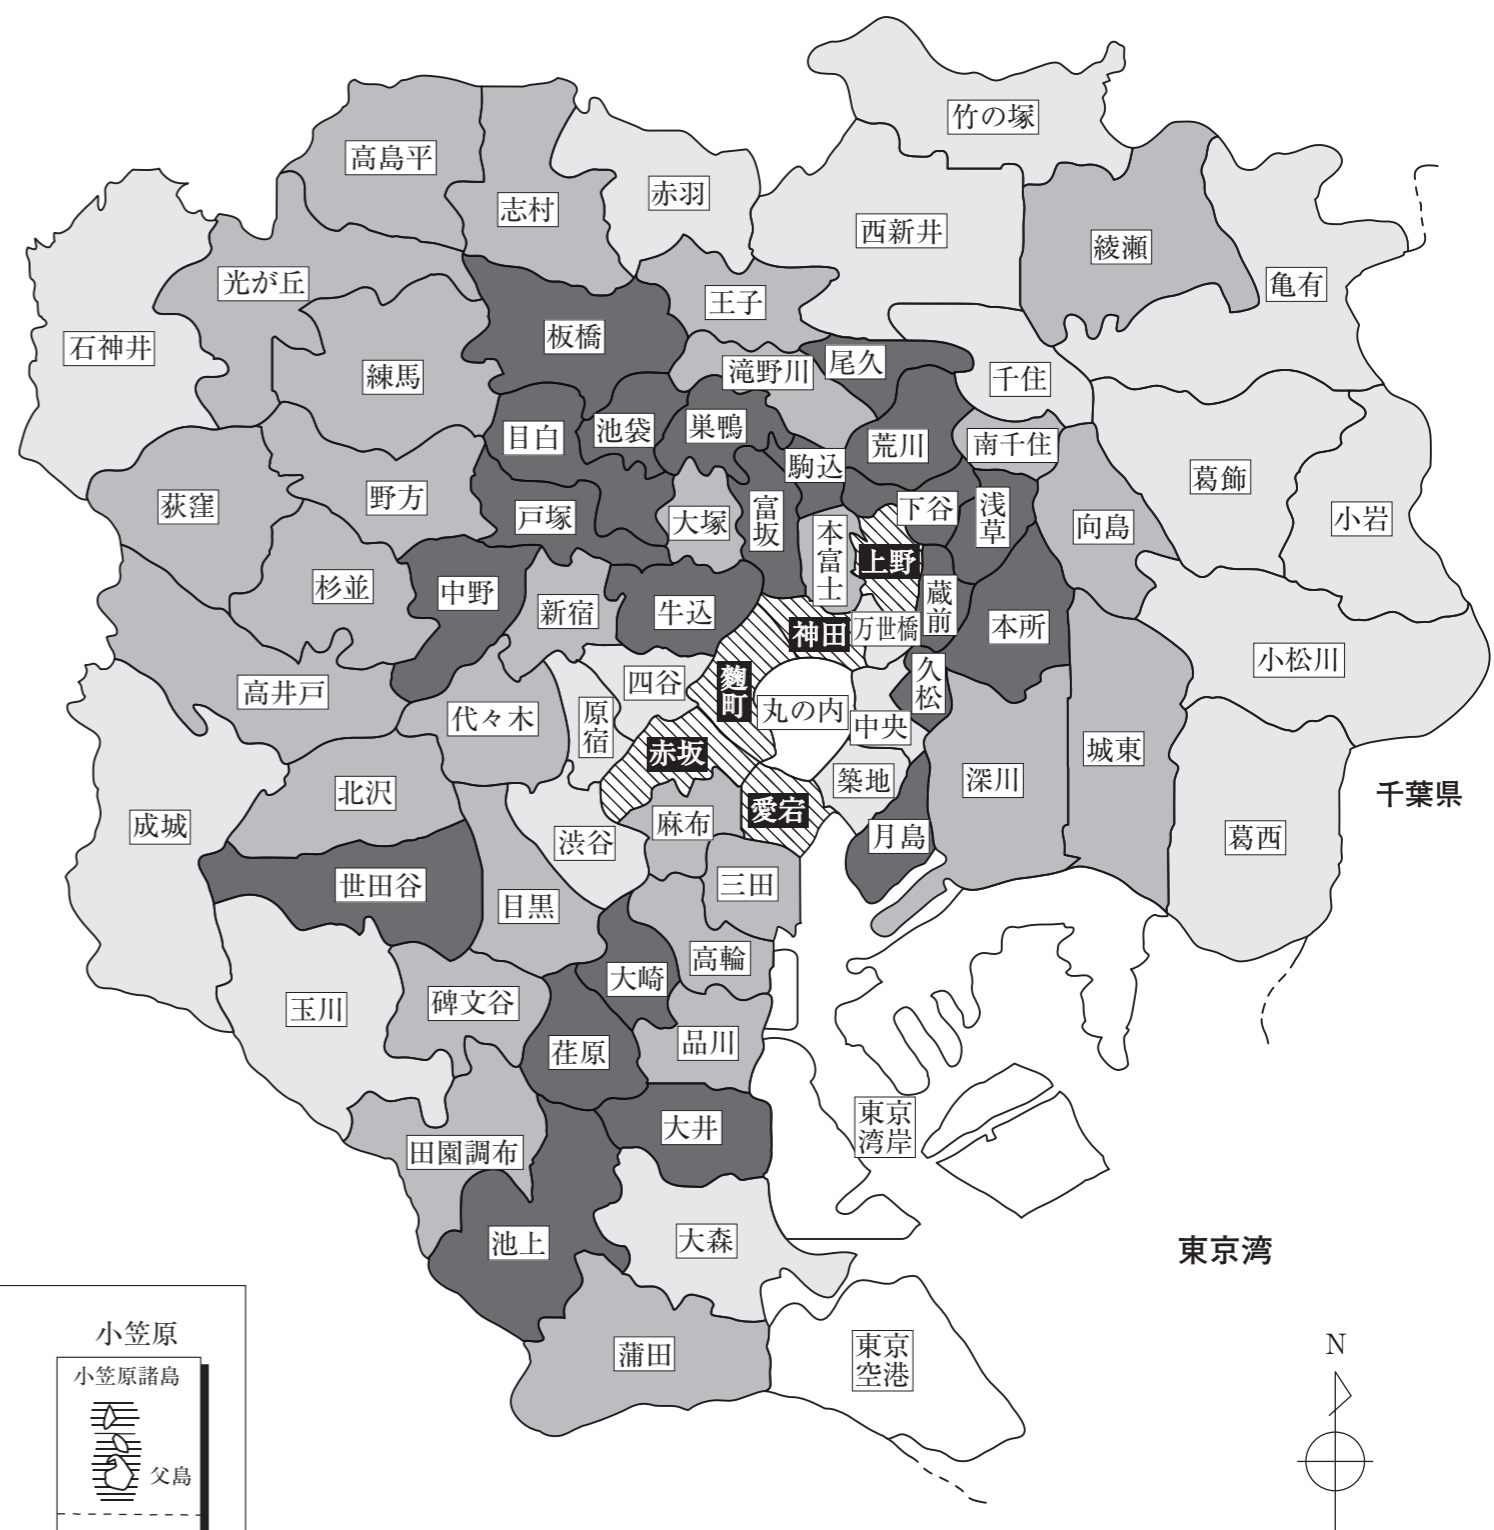 竹の塚
高島平
志村
赤羽
西新井
綾瀬
亀有
光が丘
王子
石神井
板橋
練馬
滝野川
尾久
千住
目白
池袋
巣鴨
駒込
荒川
南千住
葛飾
荻窪
野方
戸塚
大塚
富坂
本富士
下谷
浅草
向島
小岩
上野
杉並
中野
新宿
牛込
神田
万世橋
蔵前
本所
小松川
高井戸
代々木
原宿
四谷
麴町
丸の内
中央
久松
赤坂
城東
北沢
成城
渋谷
麻布
愛宕
築地
月島
深川
千葉県
葛西
世田谷
目黒
三田
大崎
高輪
玉川
碑文谷
荏原
品川
大井
東京
湾岸
田園調布
池上
大森
東京湾
蒲田
東京
空港
小笠原
小笠原諸島
父島
N